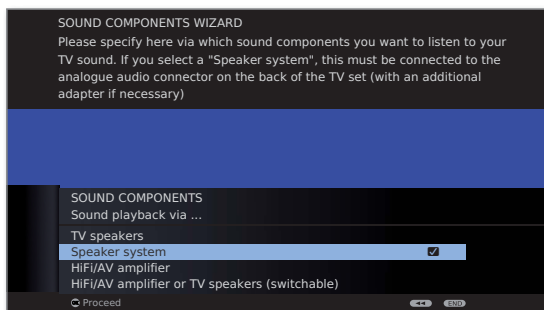 SOUND COMPONENTS WIZARD
Please specify here via which sound components you want to listen to your
TV sound. If you select a "Speaker system", this must be connected to the
analogue audio connector on the back of the TV set (with an additional
adapter if necessary)
SOUND COMPONENTS
Sound playback via ...
TV speakers
Speaker system
HiFi/AV amplifier
HiFi/AV amplifier or TV speakers (switchable)
OK Proceed
END